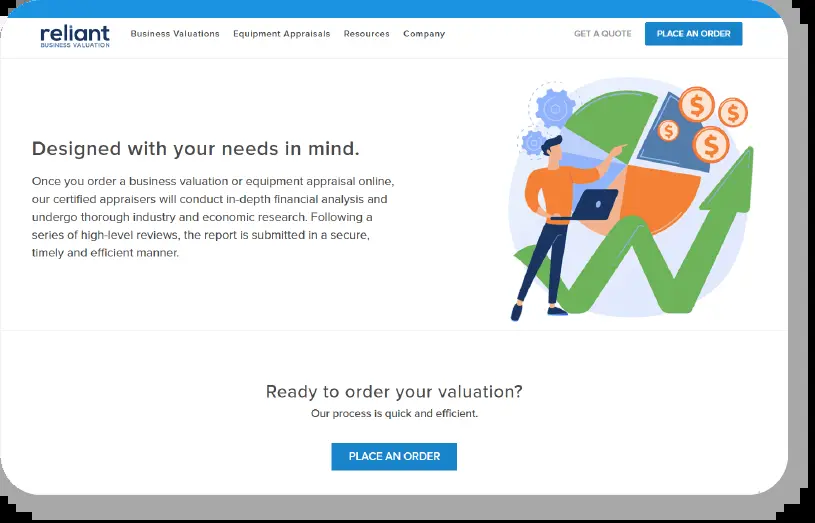 reliant
BUSINESS VALUATION
Business Valuations Equipment Appraisals Resources Company
GET A QUOTE PLACE AN ORDER
Designed with your needs in mind.
Once you order a business valuation or equipment appraisal online,
our certified appraisers will conduct in-depth financial analysis and
undergo thorough industry and economic research. Following a
series of high-level reviews, the report is submitted in a secure,
timely and efficient manner.
$
$
$
$
Ready to order your valuation?
Our process is quick and efficient.
PLACE AN ORDER